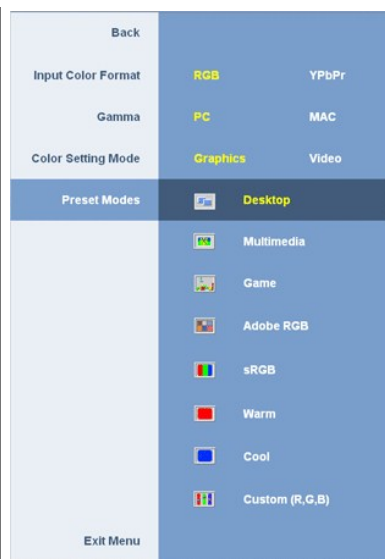 Back
Input Color Format RGB YPbPr
Gamma PC MAC
Color Setting Mode Graphics Video
Preset Modes Desktop
Multimedia
Game
Adobe RGB
sRGB
Warm
Cool
Custom (R,G,B)
Exit Menu